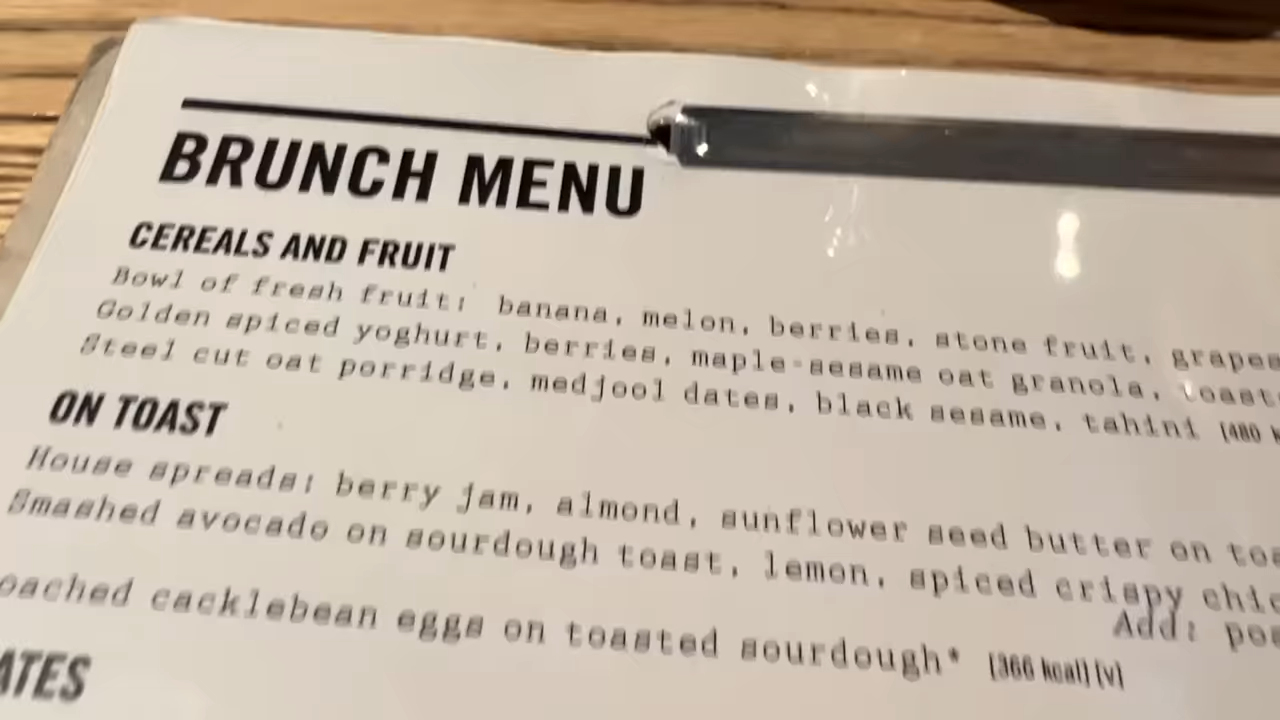 BRUNCH MENU
CEREALS AND FRUIT
Bowl of fresh fruit: banana, melon, berries, stone fruit, grapes
Golden spiced yoghurt, berries, maple-sesame oat granola,
Steel cut oat porridge, medjool dates, black sesame, tahini [480
ON TOAST
House spreads: berry jam, almond, sunflower seed butter on
Smashed avocado on sourdough toast, lemon, spiced crispy
Add:
oached cacklebean eggs on toasted sourdough* [366 kcal] [v]
ATES